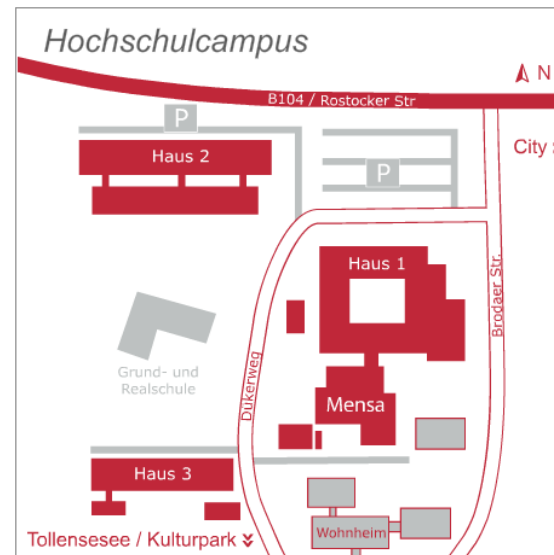 Hochschulcampus
N
B104 / Rostocker Str
P
City
Haus 2
P
Haus 1
Brodaer Str.
Grund- und
Realschule
Dükerweg
Mensa
Haus 3
Wohnheim
Tollensesee / Kulturpark